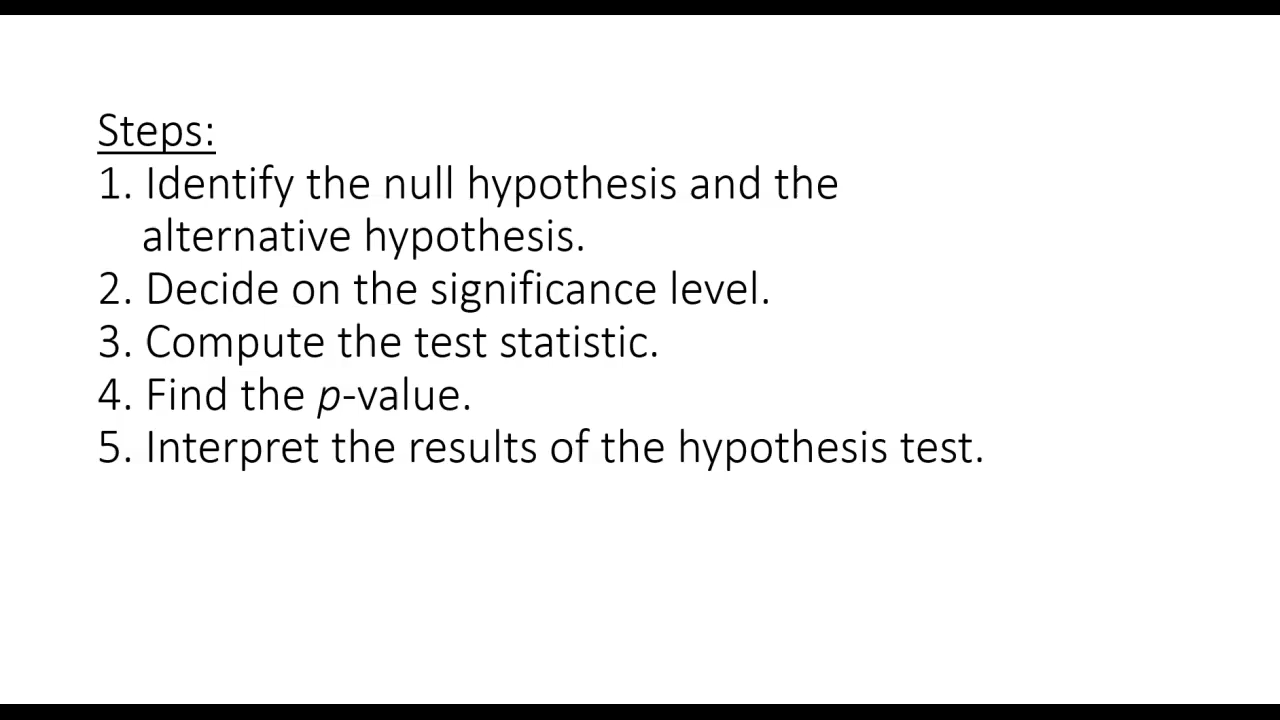 Steps:
1. Identify the null hypothesis and the
alternative hypothesis.
2. Decide on the significance level.
3. Compute the test statistic.
4. Find the p-value.
5. Interpret the results of the hypothesis test.